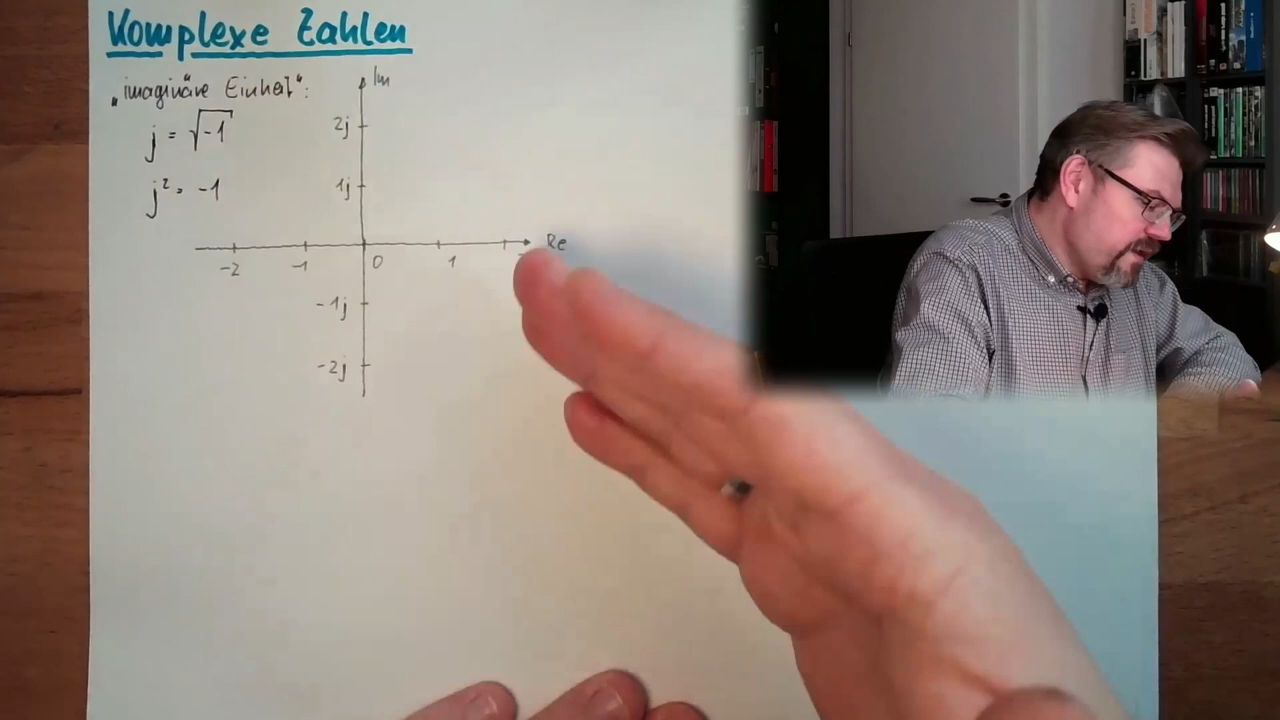 Komplexe Zahlen
„imaginäre Einheit“:
j = √-1
j² = -1
Im
2j
1j
Re
-2 -1 0 1
-1j
-2j